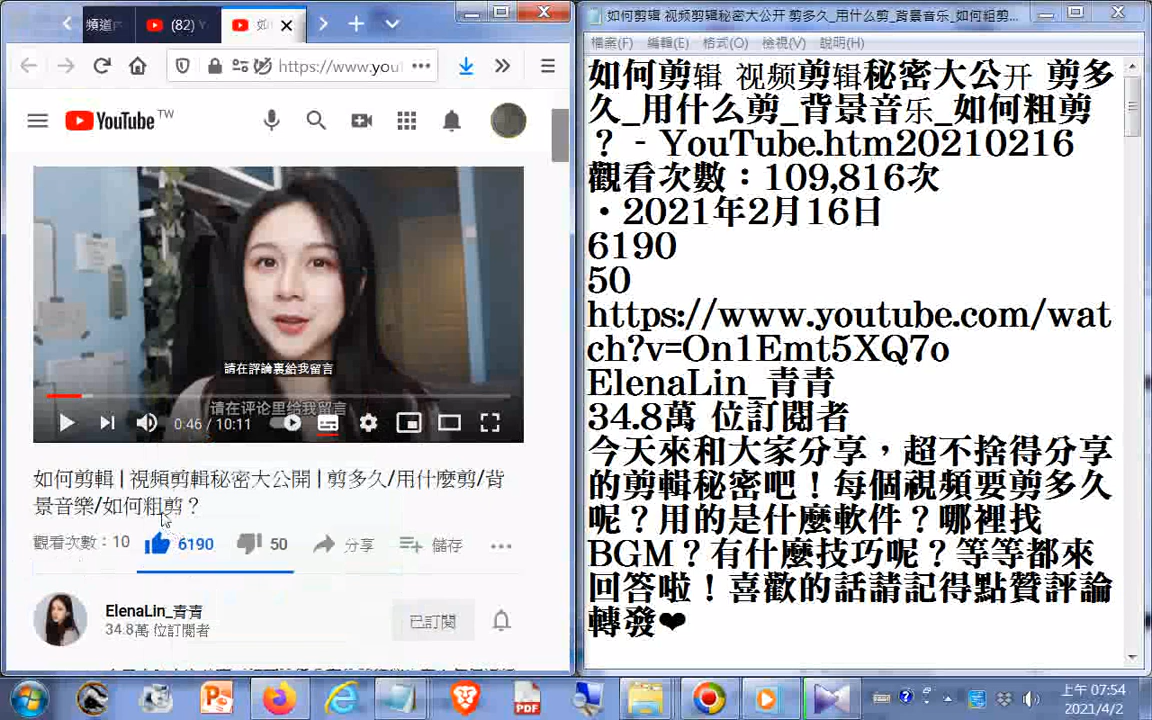 頻道
(82)
如
https://www.you
YouTube TW
請在評論裏給我留言
请在评论里给我留言
0:46 / 10:11
如何剪輯 | 視頻剪輯秘密大公開 | 剪多久/用什麼剪/背
景音樂/如何粗剪？
觀看次數：10
6190
50
分享
儲存
ElenaLin_青青
34.8萬 位訂閱者
已訂閱
如何剪辑 视频剪辑秘密大公开 剪多久_用什么剪_背景音乐_如何粗剪...
檔案(F) 編輯(E) 格式(O) 檢視(V) 說明(H)
如何剪辑 视频剪辑秘密大公开 剪多
久_用什么剪_背景音乐_如何粗剪
？ - YouTube.htm20210216
觀看次數：109,816次
•2021年2月16日
6190
50
https://www.youtube.com/wat
ch?v=On1Emt5XQ7o
ElenaLin_青青
34.8萬 位訂閱者
今天來和大家分享，超不捨得分享
的剪輯秘密吧！每個視頻要剪多久
呢？用的是什麼軟件？哪裡找
BGM？有什麼技巧呢？等等都來
回答啦！喜歡的話請記得點贊評論
轉發❤
PDF
上午 07:54
2021/4/2